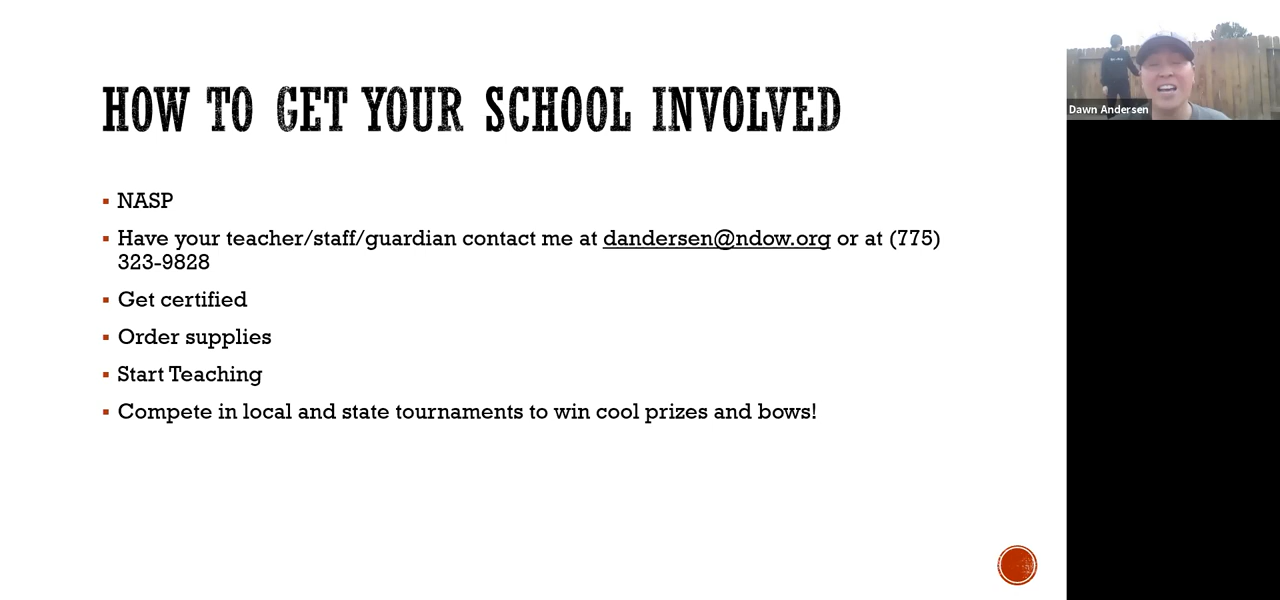 HOW TO GET YOUR SCHOOL INVOLVED
▪ NASP
▪ Have your teacher/staff/guardian contact me at dandersen@ndow.org or at (775)
323-9828
▪ Get certified
▪ Order supplies
▪ Start Teaching
▪ Compete in local and state tournaments to win cool prizes and bows!
Dawn Andersen